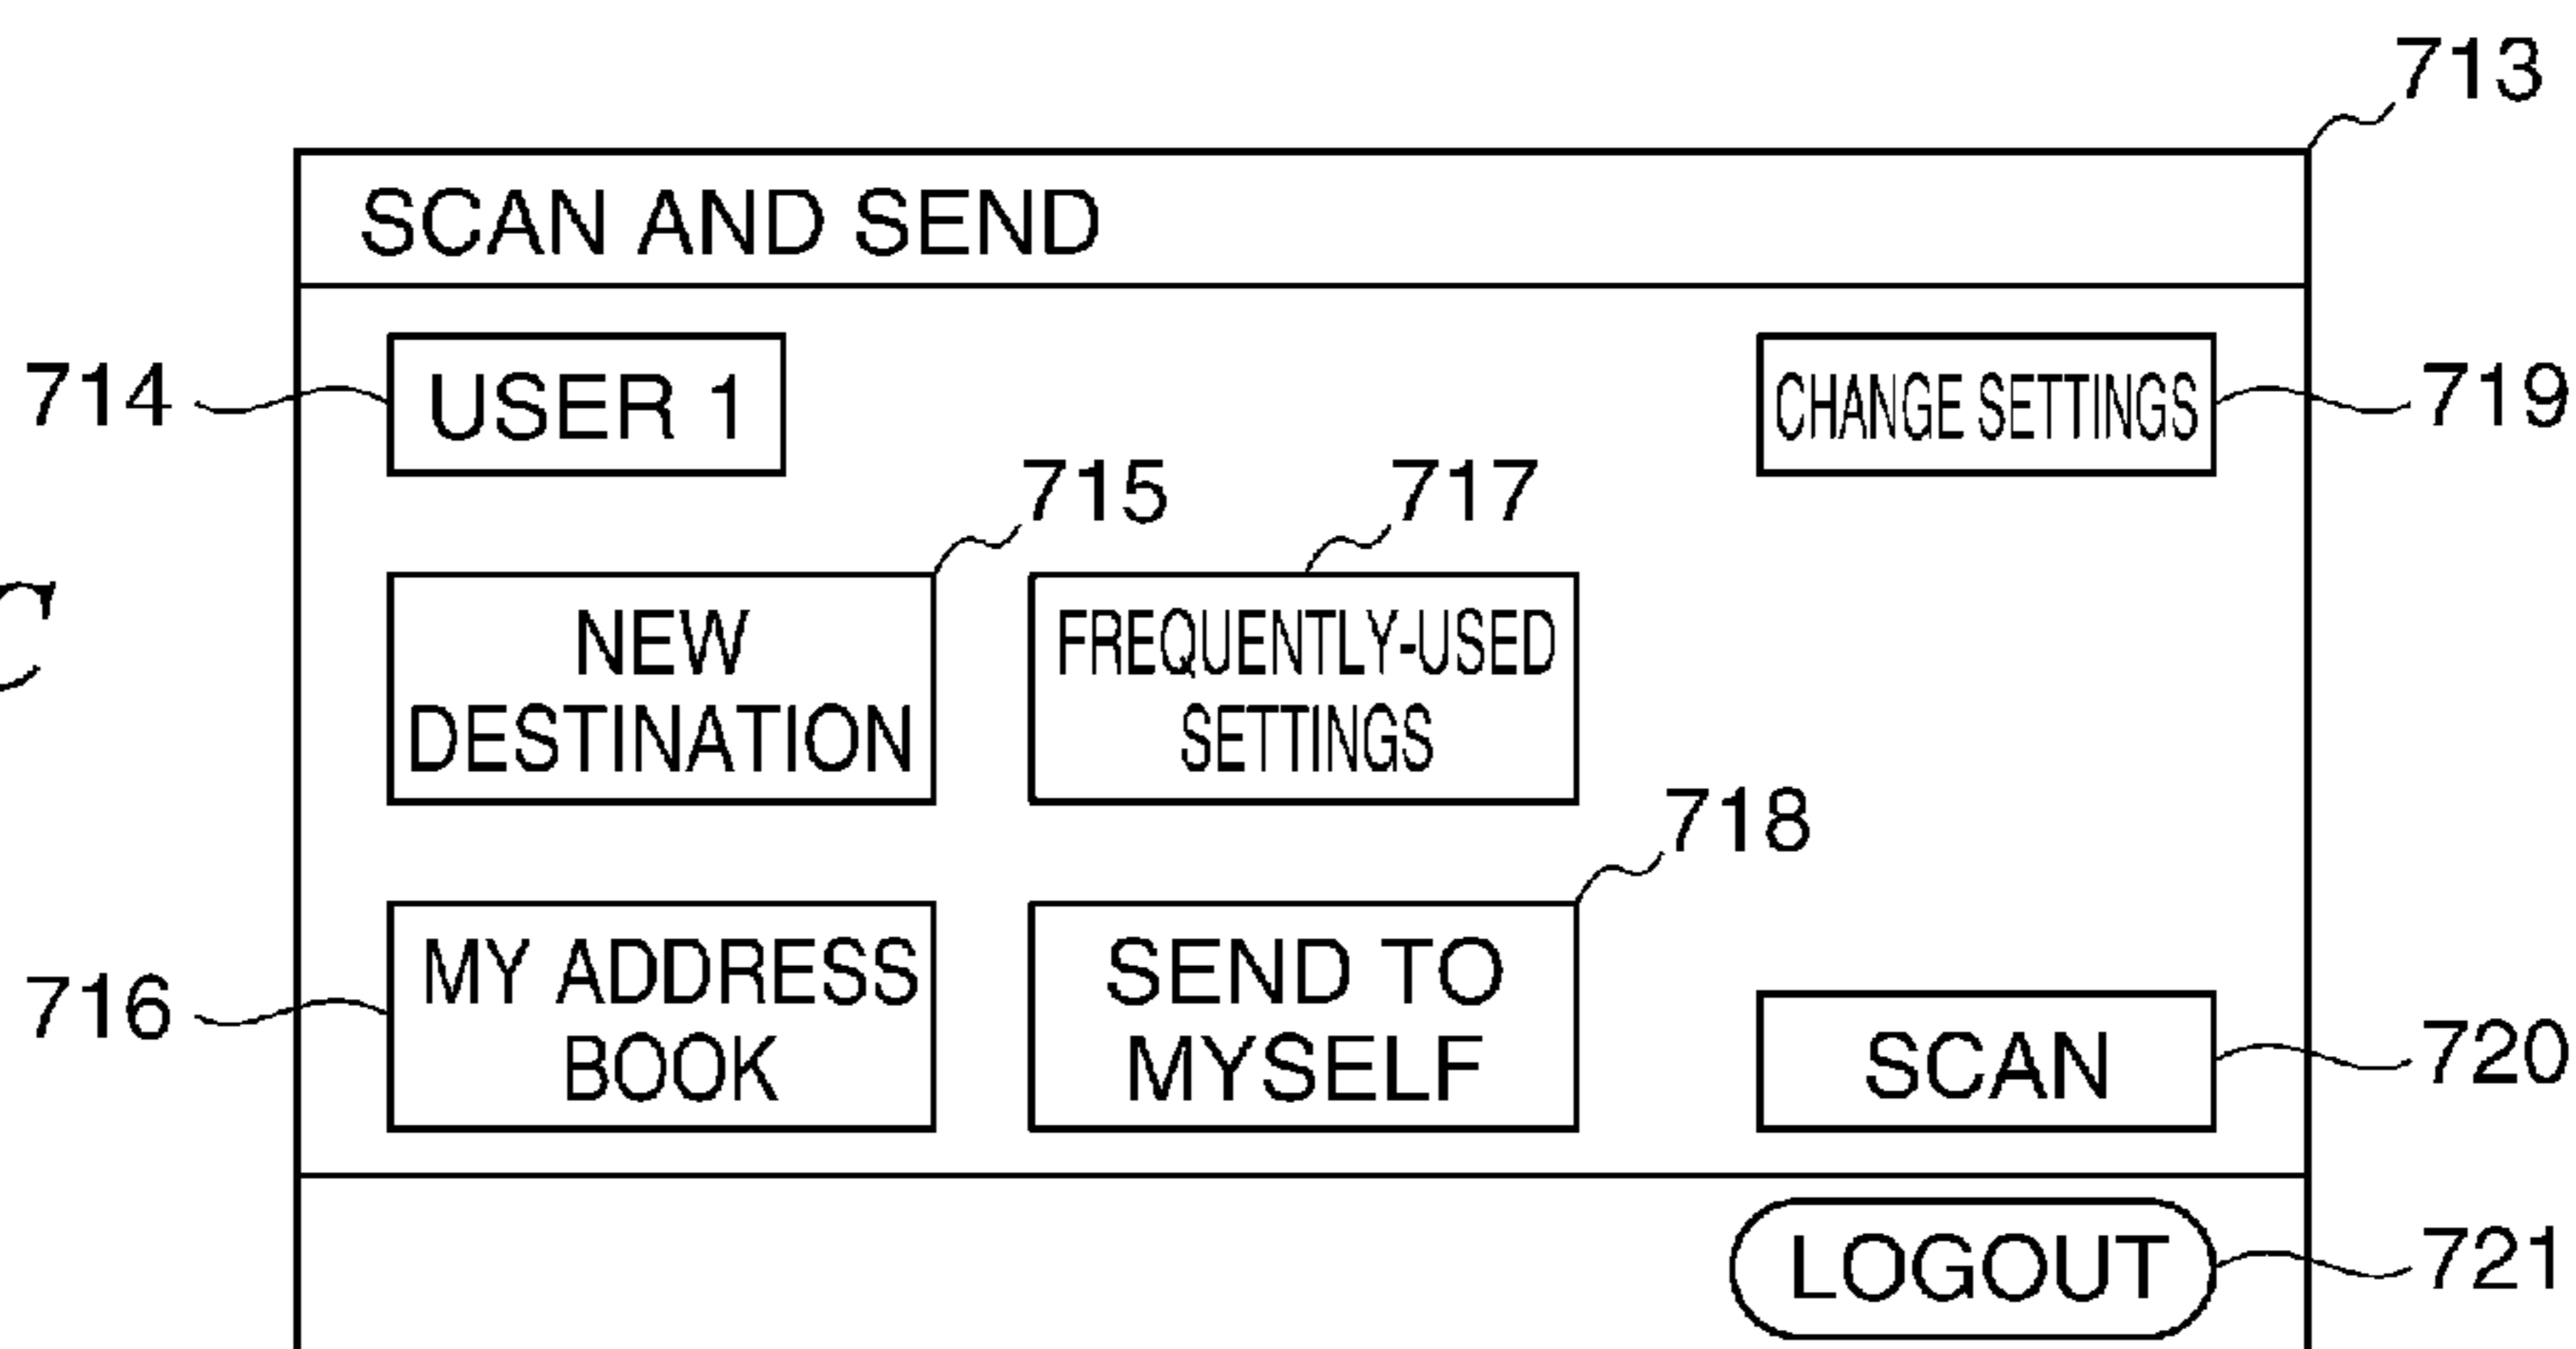 713
SCAN AND SEND
714
USER 1
CHANGE SETTINGS
719
715
717
C
NEW
DESTINATION
FREQUENTLY-USED
SETTINGS
718
716
MY ADDRESS
BOOK
SEND TO
MYSELF
SCAN
720
LOGOUT
721